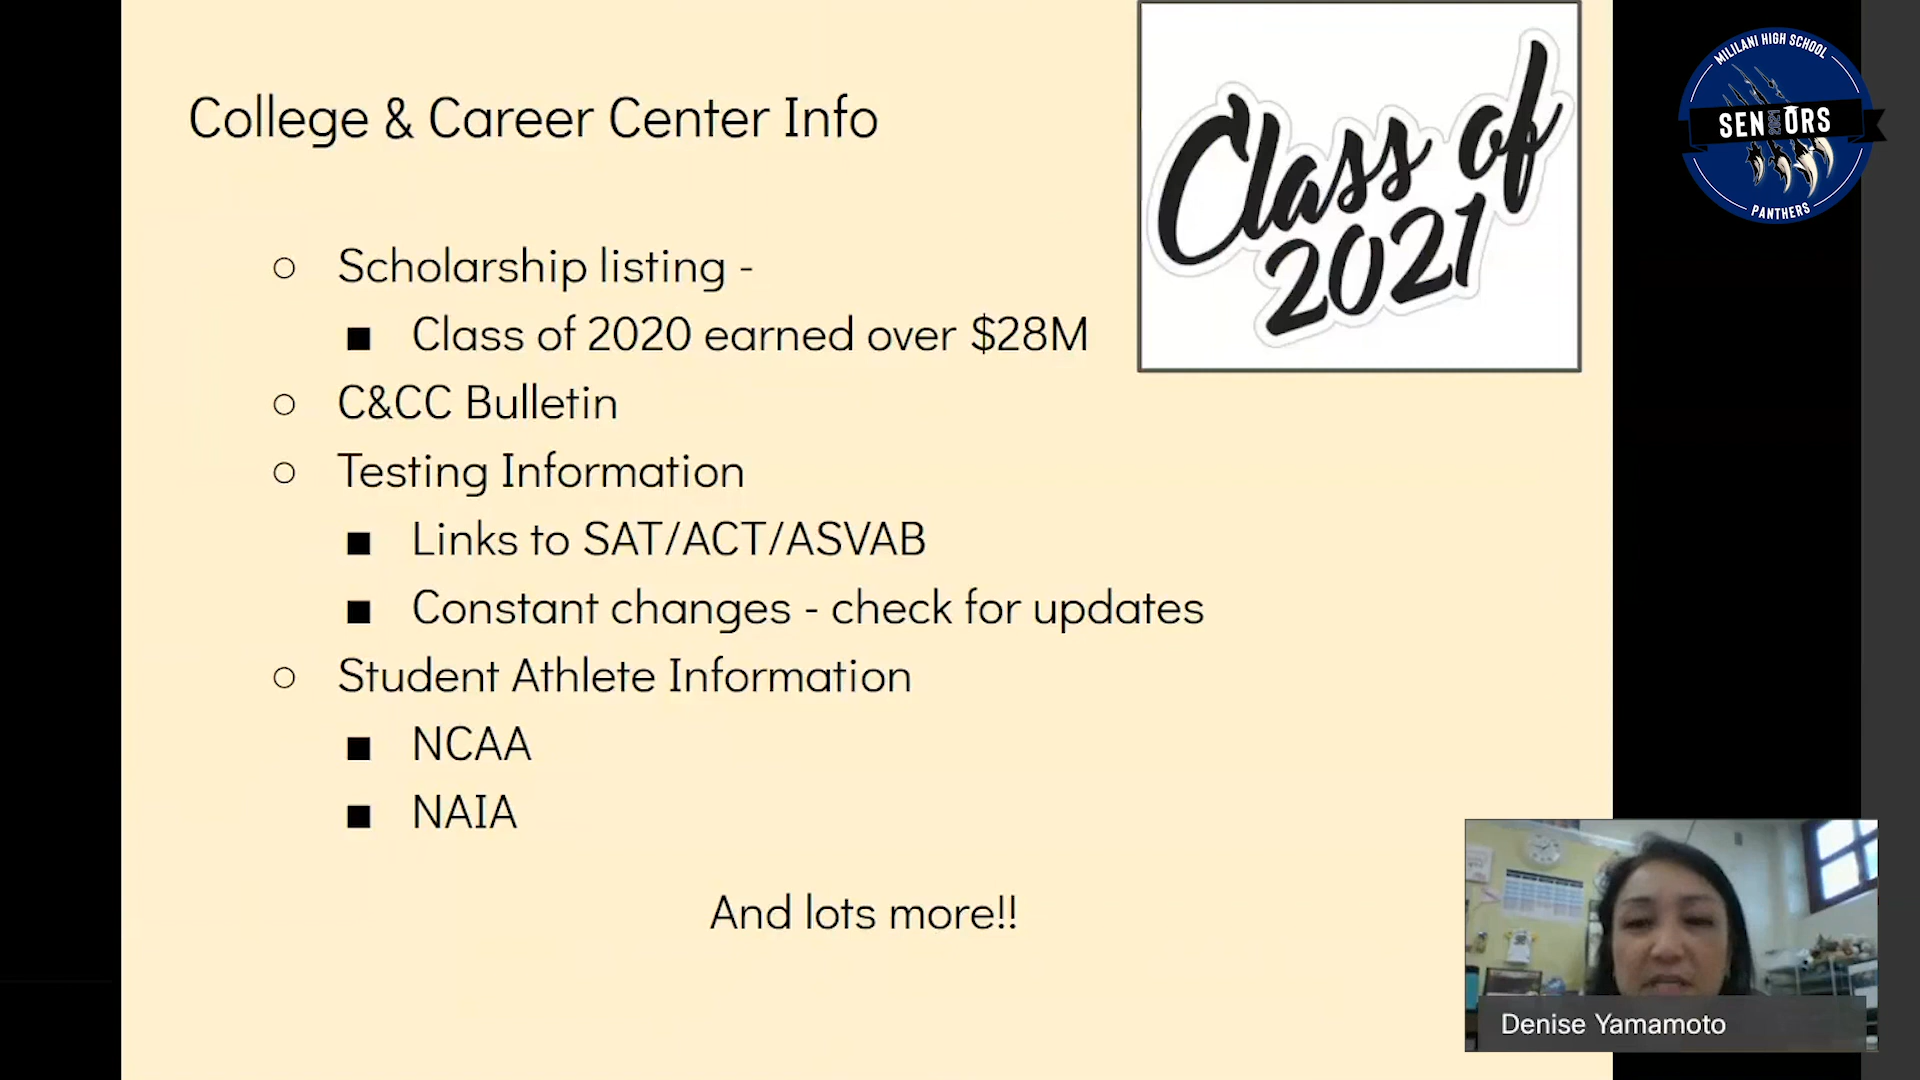 College & Career Center Info
Class of
2021
MILILANI HIGH SCHOOL
SENIORS
2021
PANTHERS
○ Scholarship listing -
■ Class of 2020 earned over $28M
○ C&CC Bulletin
○ Testing Information
■ Links to SAT/ACT/ASVAB
■ Constant changes - check for updates
○ Student Athlete Information
■ NCAA
■ NAIA
And lots more!!
Denise Yamamoto